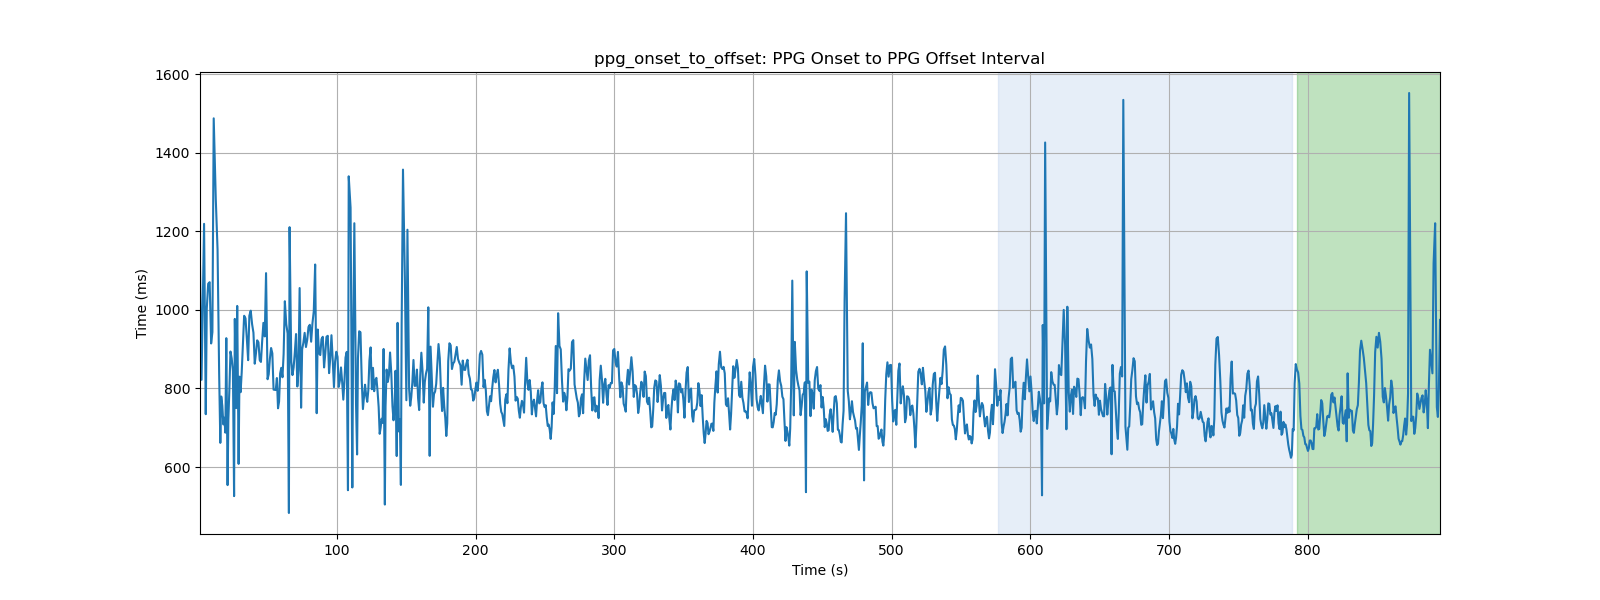 ppg_onset_to_offset: PPG Onset to PPG Offset Interval
1600
1400
1200
1000
800
600
Time (ms)
100 200 300 400 500 600 700 800
Time (s)